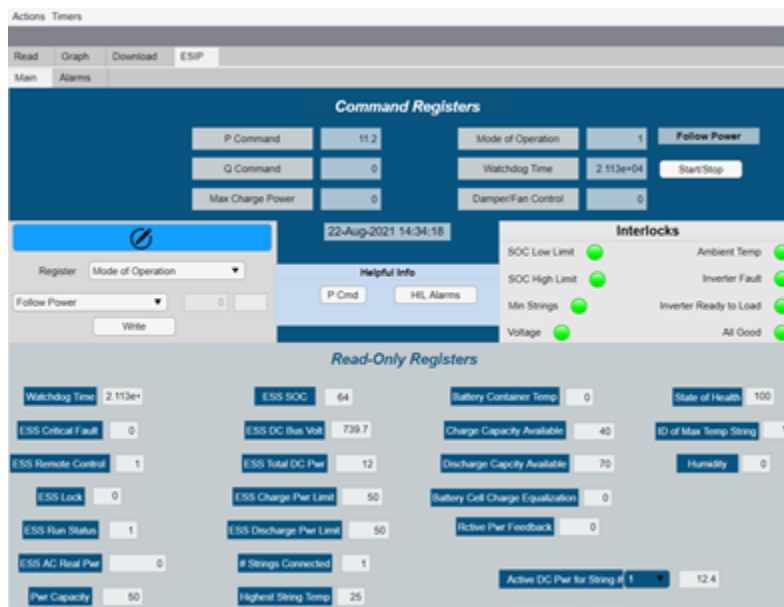 Actions Timers
Read Graph Download ESIP
Main Alarms
Command Registers
P Command 11.2 Mode of Operation 1 Follow Power
Q Command 0 Watchdog Time 2.113e+04 Start/Stop
Max Charge Power 0 Damper/Fan Control 0
22-Aug-2021 14:34:18 Interlocks
SOC Low Limit Ambient Temp
Register Mode of Operation Helpful Info
SOC High Limit Inverter Fault
Follow Power 0 P Cmd HIL Alarms
Min Strings Inverter Ready to Load
Write Voltage All Good
Read-Only Registers
Watchdog Time 2.113e+ ESS SOC 64 Battery Container Temp 0 State of Health 100
ESS Critical Fault 0 ESS DC Bus Volt 739.7 Charge Capacity Available 40 ID of Max Temp String 1
ESS Remote Control 1 ESS Total DC Pwr 12 Discharge Capcity Available 70 Humidity 0
ESS Lock 0 ESS Charge Pwr Limit 50 Battery Cell Charge Equalization 0
ESS Run Status 1 ESS Discharge Pwr Limit 50 Rctive Pwr Feedback 0
ESS AC Real Pwr 0 # Strings Connected 1
Active DC Pwr for String # 1 12.4
Pwr Capacity 50 Highest String Temp 25